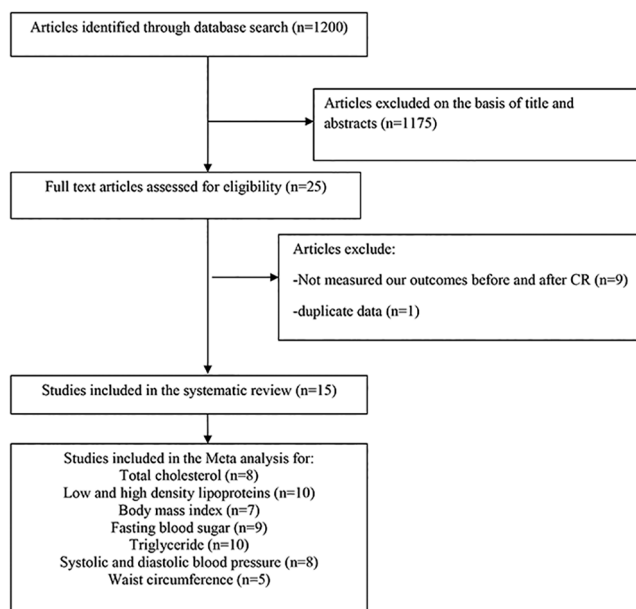 Articles identified through database search (n=1200)
Articles excluded on the basis of title and
abstracts (n=1175)
Full text articles assessed for eligibility (n=25)
Articles exclude:
-Not measured our outcomes before and after CR (n=9)
-duplicate data (n=1)
Studies included in the systematic review (n=15)
Studies included in the Meta analysis for:
Total cholesterol (n=8)
Low and high density lipoproteins (n=10)
Body mass index (n=7)
Fasting blood sugar (n=9)
Triglyceride (n=10)
Systolic and diastolic blood pressure (n=8)
Waist circumference (n=5)